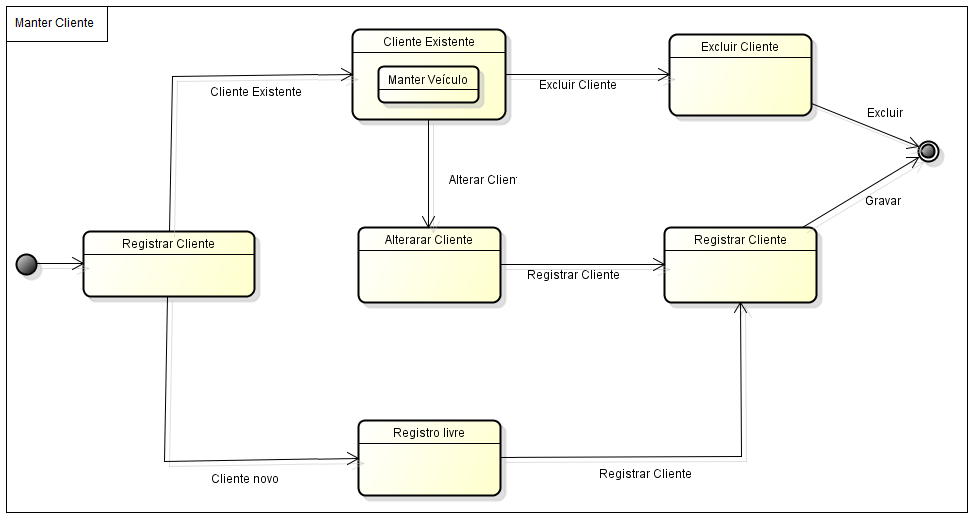 Manter Cliente
Cliente Existente
Manter Veículo
Excluir Cliente
Cliente Existente
Excluir Cliente
Excluir
Alterar Client
Gravar
Registrar Cliente
Alterarar Cliente
Registrar Cliente
Registrar Cliente
Registro livre
Cliente novo
Registrar Cliente